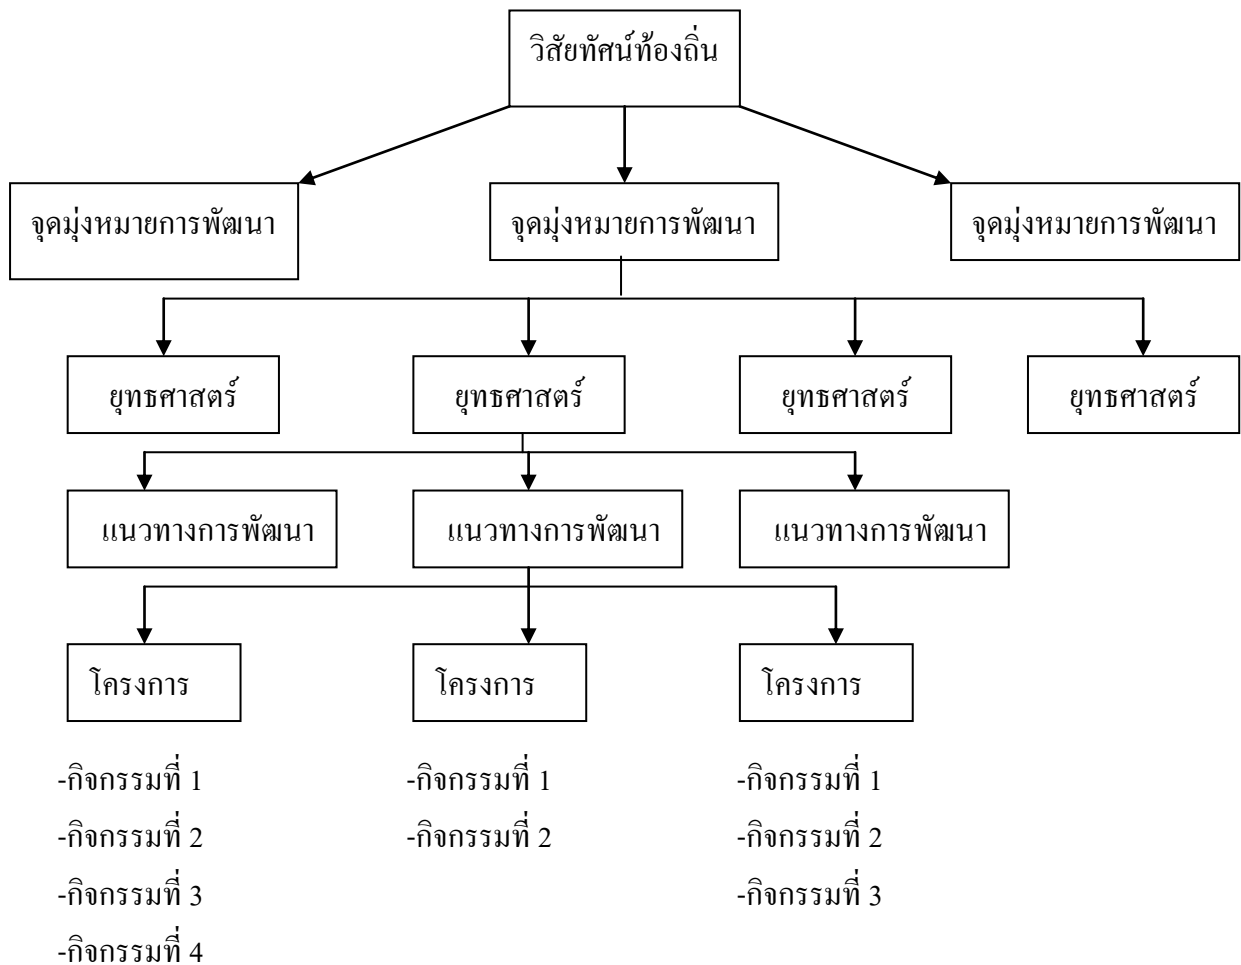 วิสัยทัศน์ท้องถิ่น
จุดมุ่งหมายการพัฒนา
จุดมุ่งหมายการพัฒนา
จุดมุ่งหมายการพัฒนา
ยุทธศาสตร์
ยุทธศาสตร์
ยุทธศาสตร์
ยุทธศาสตร์
แนวทางการพัฒนา
แนวทางการพัฒนา
แนวทางการพัฒนา
โครงการ
โครงการ
โครงการ
-กิจกรรมที่ 1
-กิจกรรมที่ 2
-กิจกรรมที่ 3
-กิจกรรมที่ 4
-กิจกรรมที่ 1
-กิจกรรมที่ 2
-กิจกรรมที่ 1
-กิจกรรมที่ 2
-กิจกรรมที่ 3